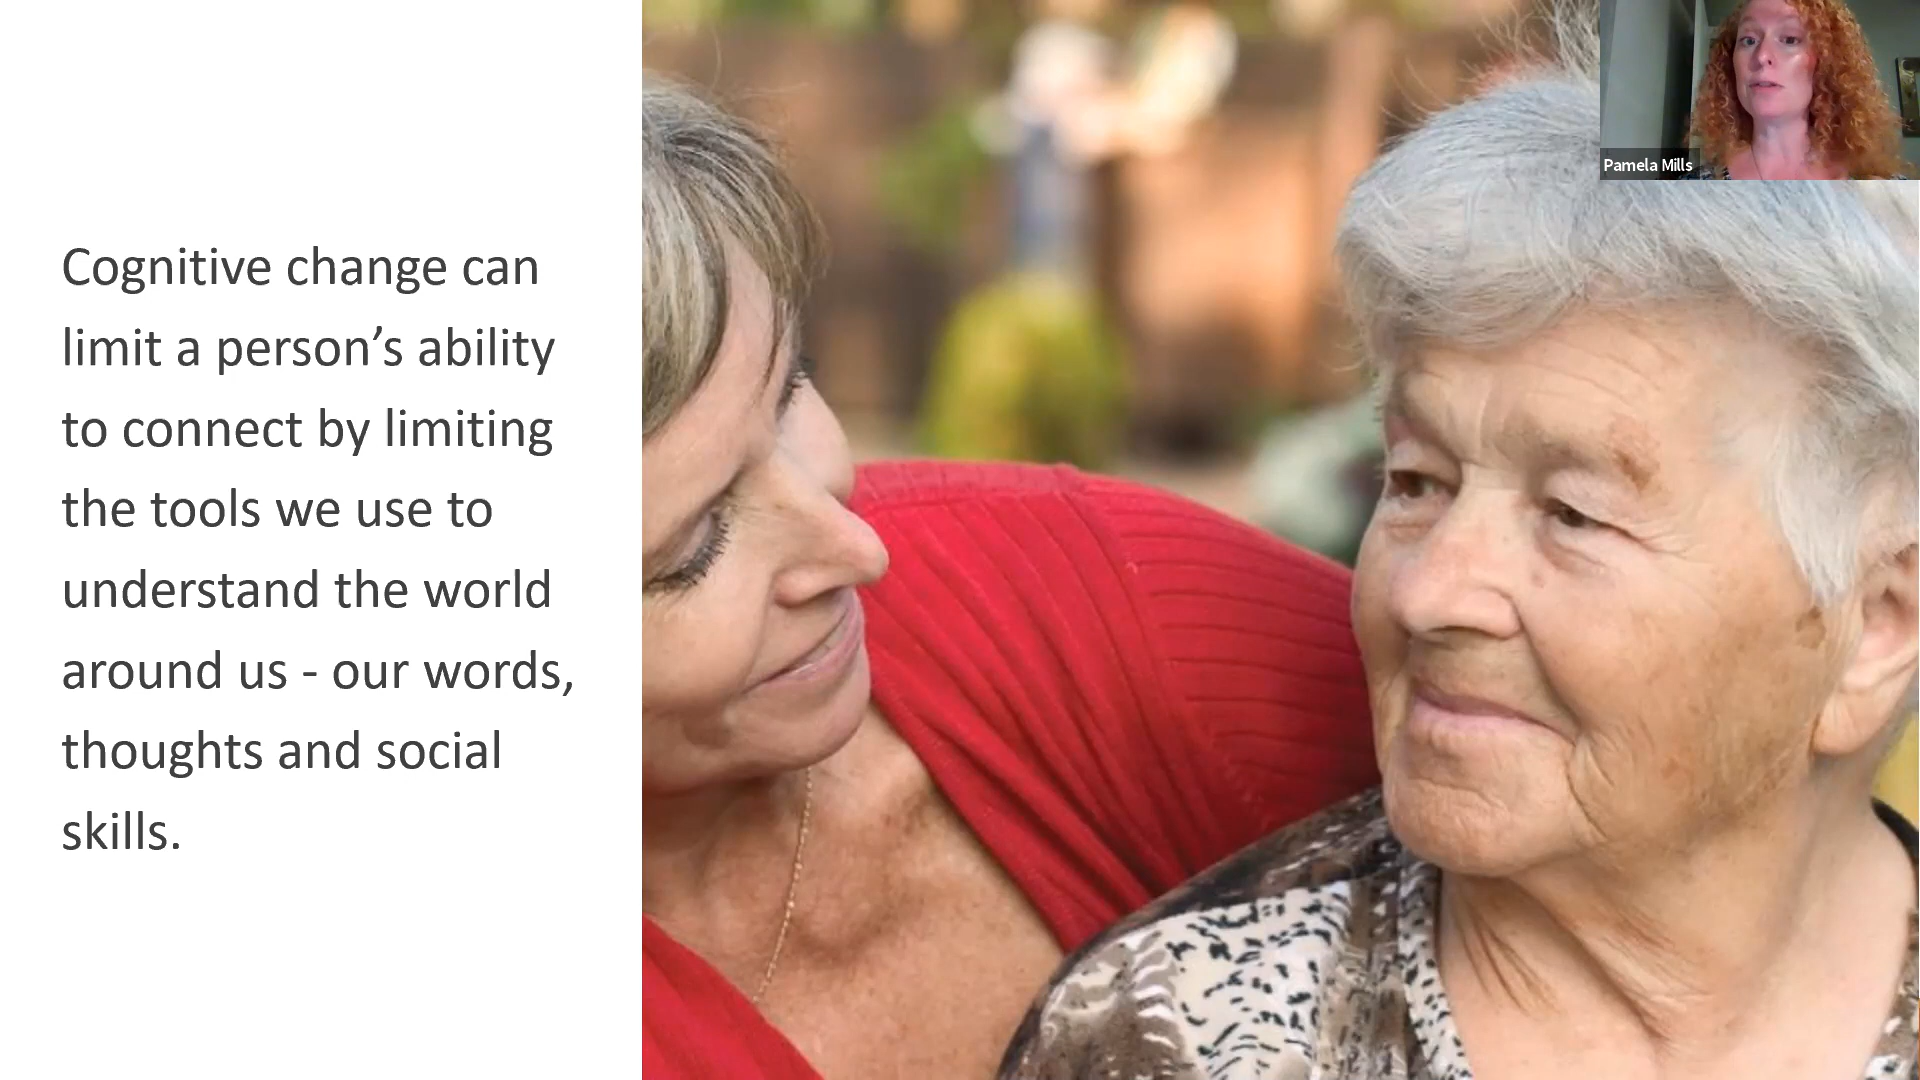 Cognitive change can
limit a person’s ability
to connect by limiting
the tools we use to
understand the world
around us - our words,
thoughts and social
skills.
Pamela Mills